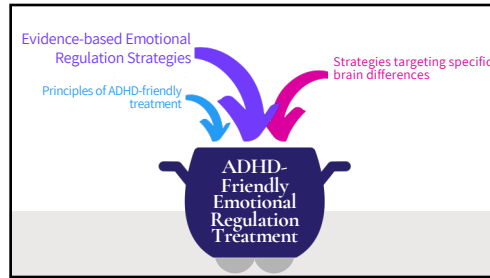 Evidence-based Emotional
Regulation Strategies
Strategies targeting specific
brain differences
Principles of ADHD-friendly
treatment
ADHD-
Friendly
Emotional
Regulation
Treatment